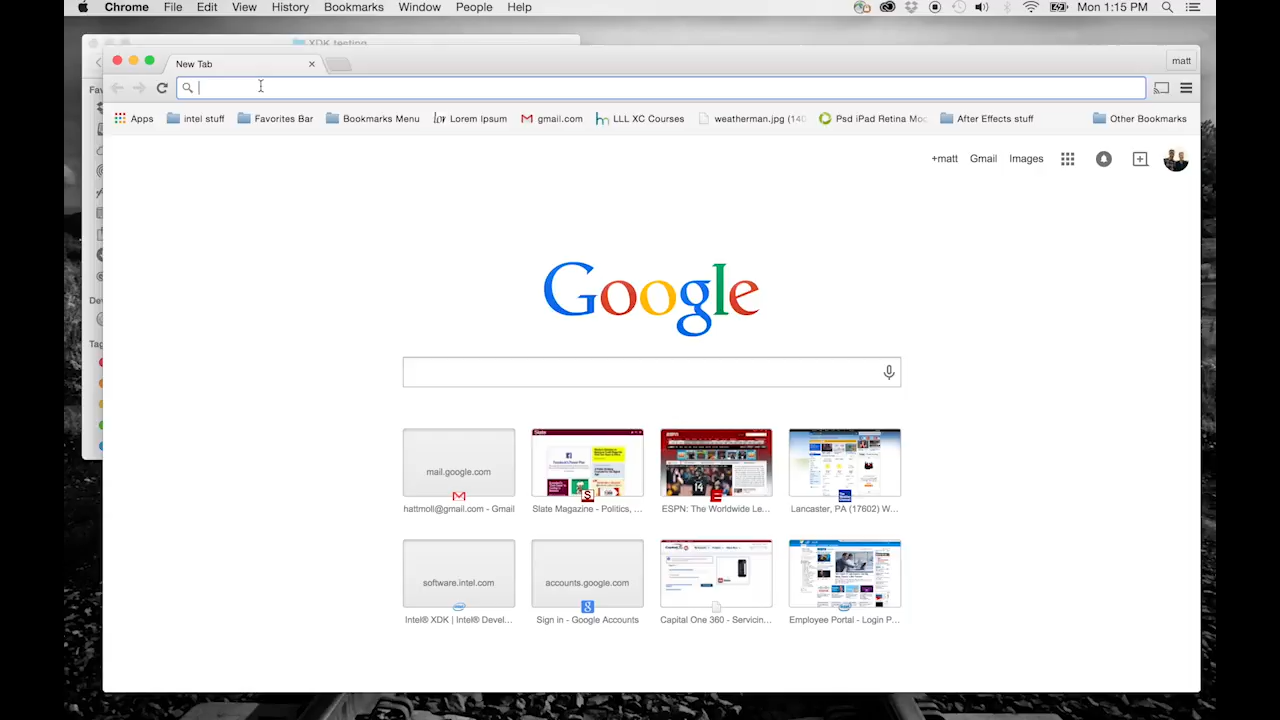 Chrome File Edit View History Bookmarks Window People Help Mon 1:15 PM
XDK testing
New Tab
matt
Apps intel stuff Favorites Bar Bookmarks Menu Lorem Ipsum gmail.com LLL XC Courses weatherman.jpg (140 Psd iPad Retina Moc After Effects stuff Other Bookmarks
+matt Gmail Images
Google
mail.google.com
Slate
hattmoll@gmail.com - Gmail Slate Magazine - Politics, ... ESPN: The Worldwide Le... Lancaster, PA (17602) W...
software.intel.com accounts.google.com
Intel® XDK | Intel® Devel... Sign in - Google Accounts Capital One 360 - Servicin... Employee Portal - Login P...